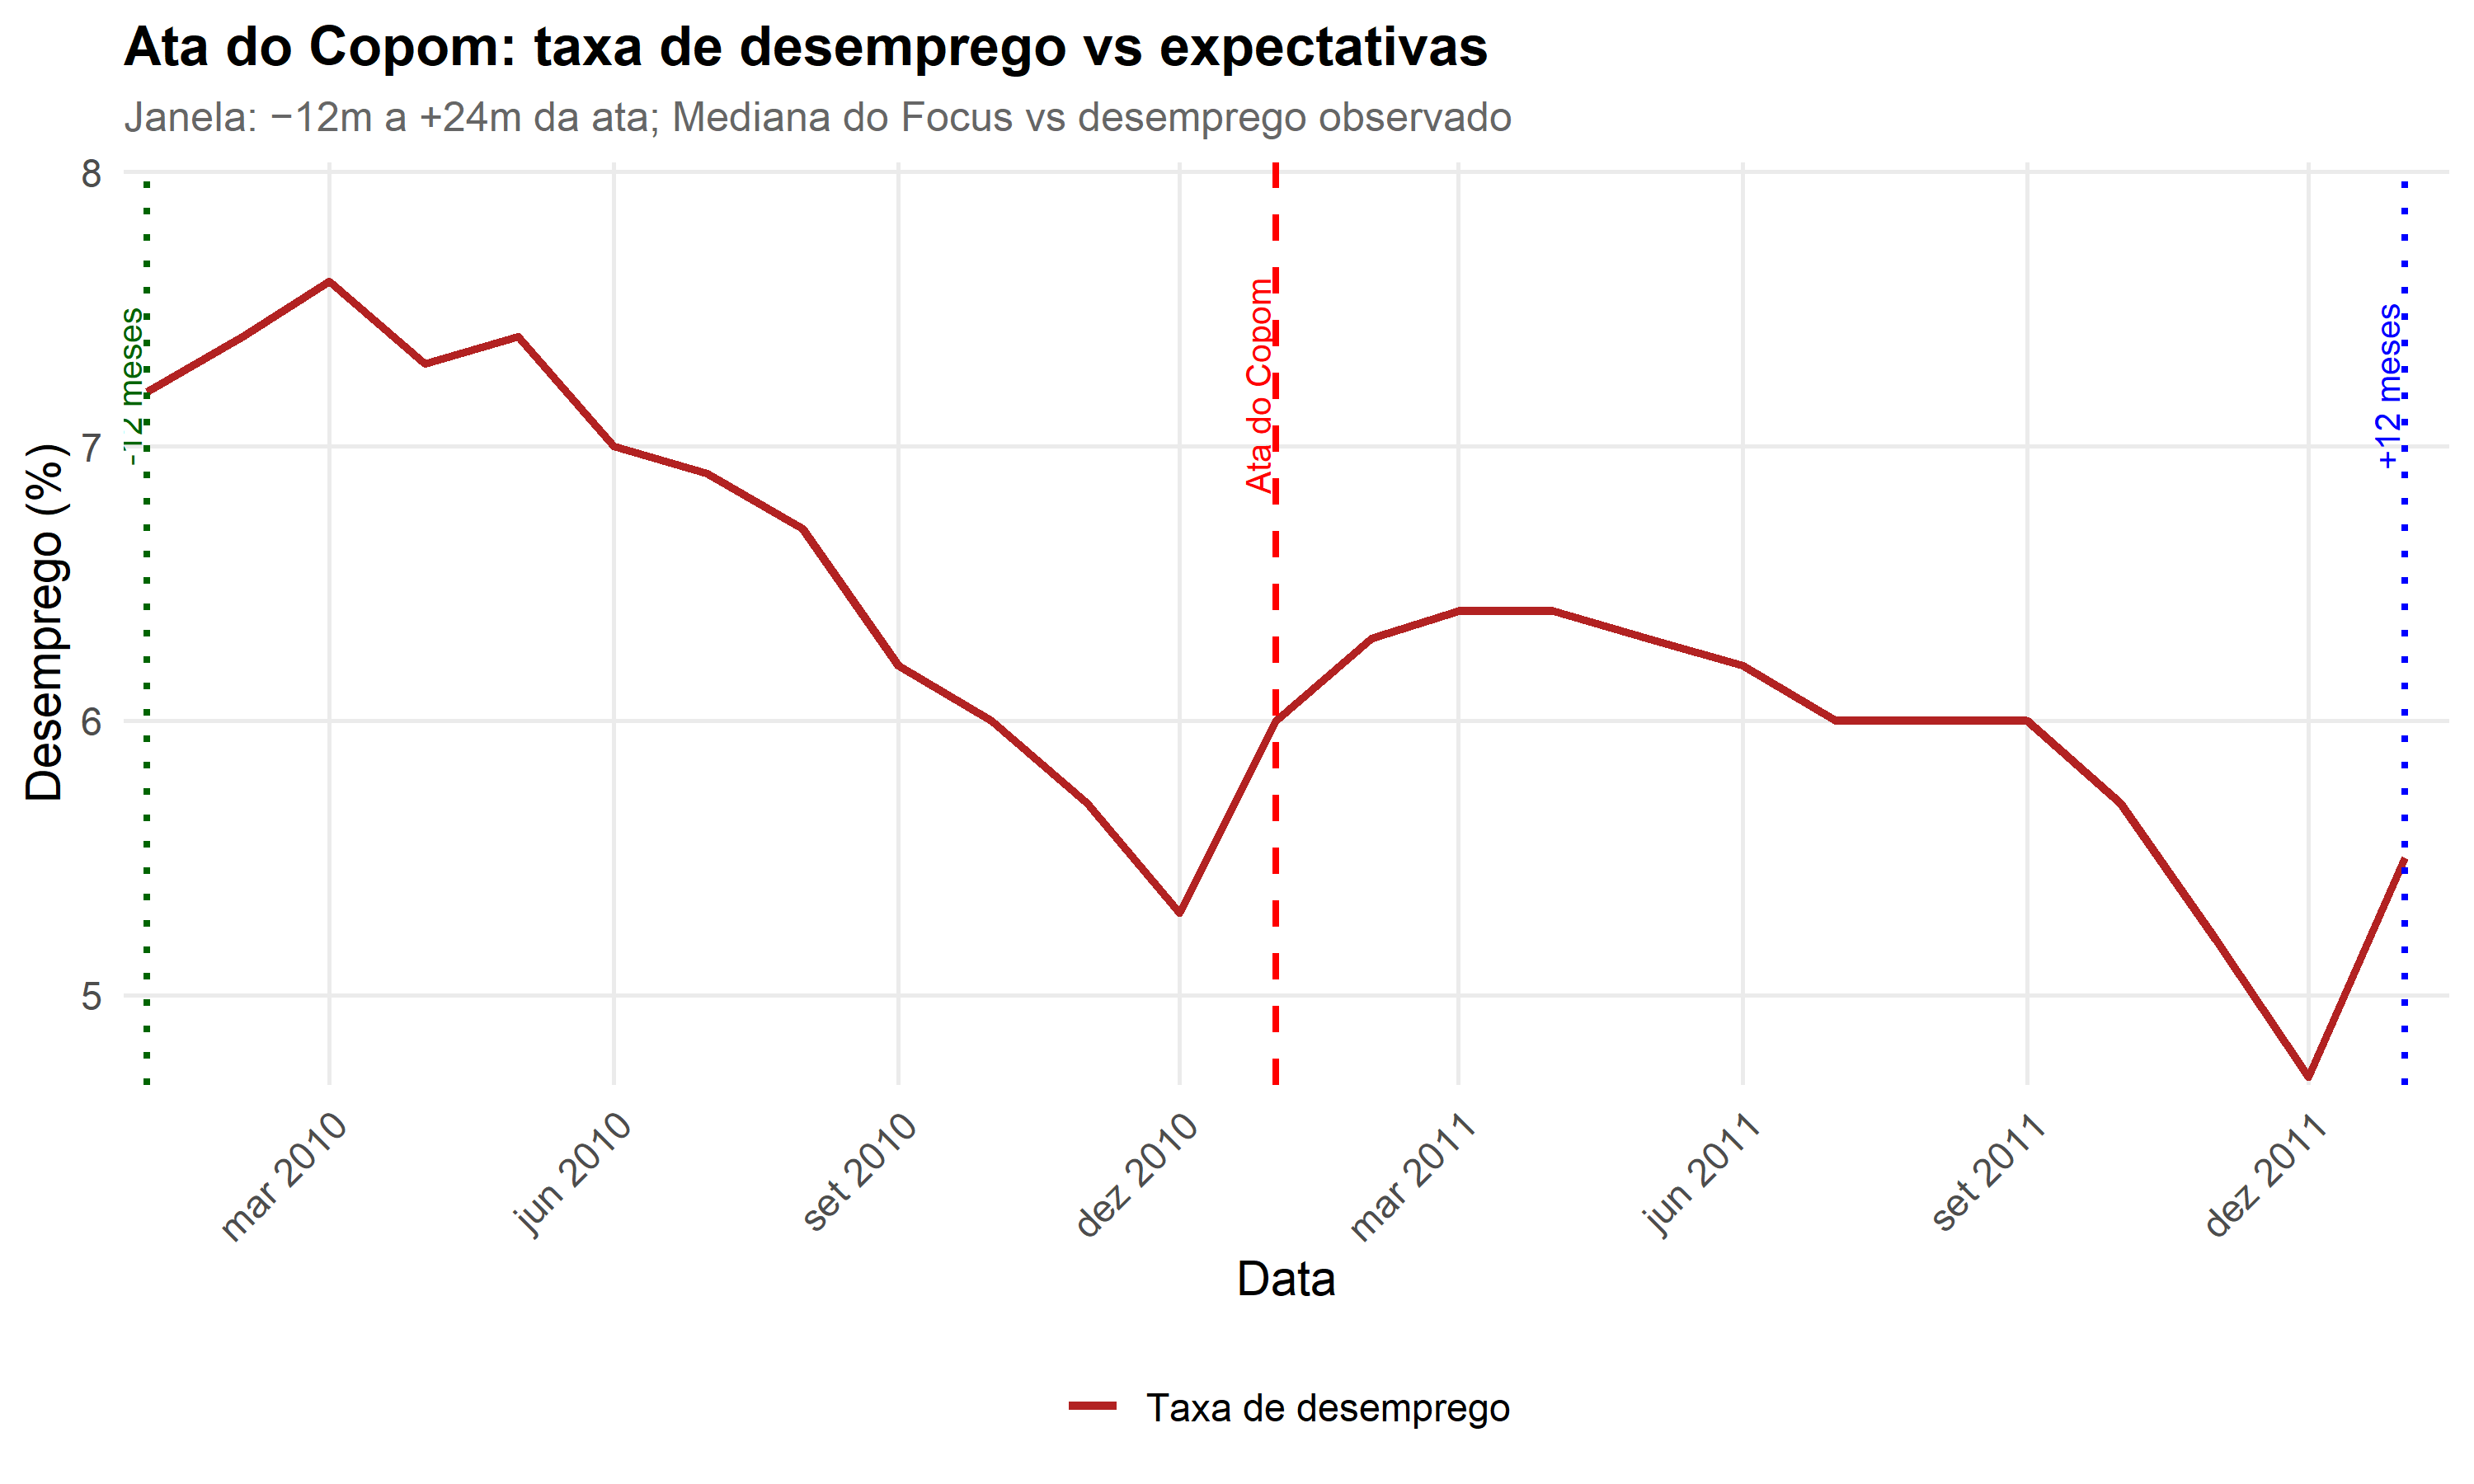 Ata do Copom: taxa de desemprego vs expectativas
Janela: −12m a +24m da ata; Mediana do Focus vs desemprego observado
Desemprego (%)
8
7
6
5
-12 meses
Ata do Copom
+12 meses
mar 2010
jun 2010
set 2010
dez 2010
mar 2011
jun 2011
set 2011
dez 2011
Data
Taxa de desemprego